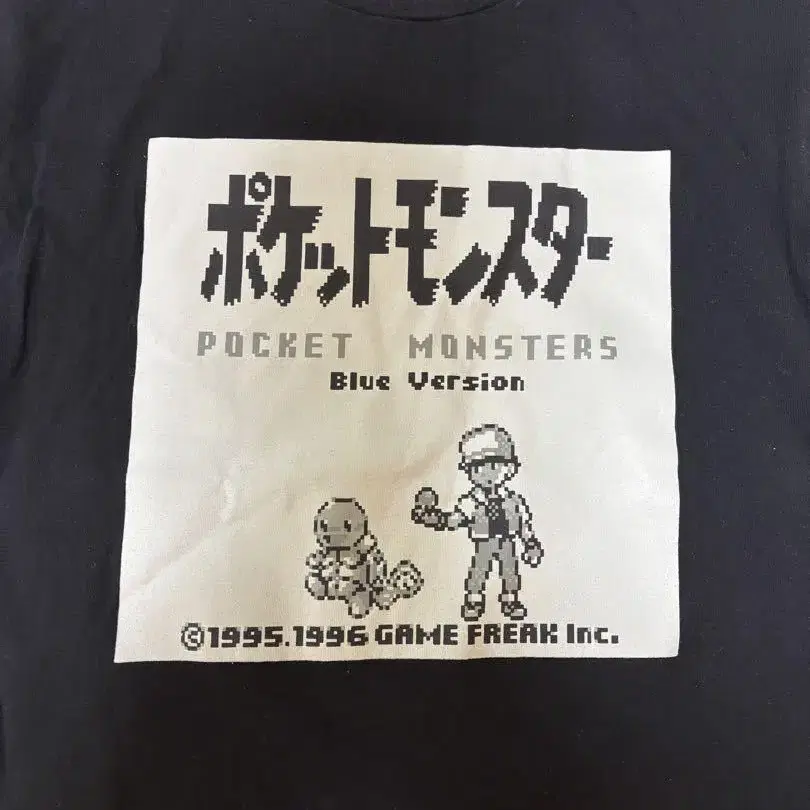 ポケットモンスター
POCKET MONSTERS
Blue Version
©1995.1996 GAME FREAK Inc.